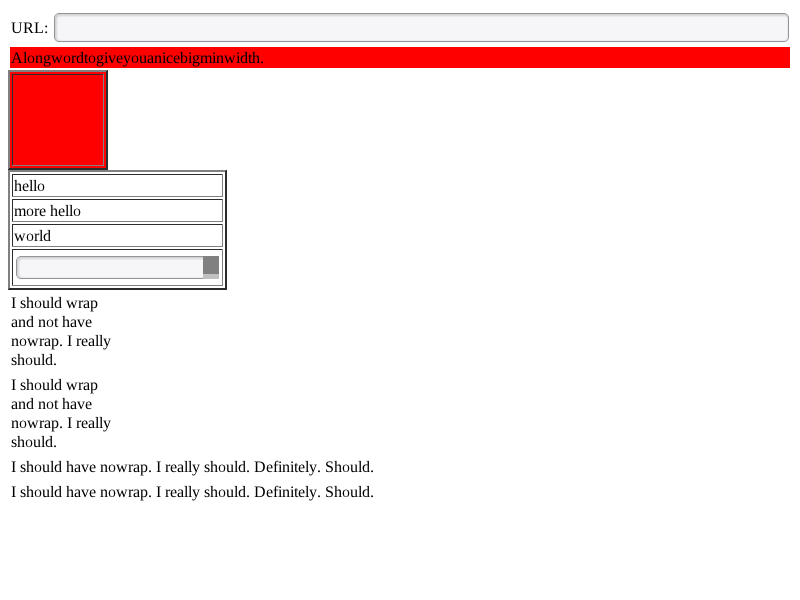 URL:
Alongwordtogiveyouanicebigminwidth.
hello
more hello
world
I should wrap
and not have
nowrap. I really
should.
I should wrap
and not have
nowrap. I really
should.
I should have nowrap. I really should. Definitely. Should.
I should have nowrap. I really should. Definitely. Should.